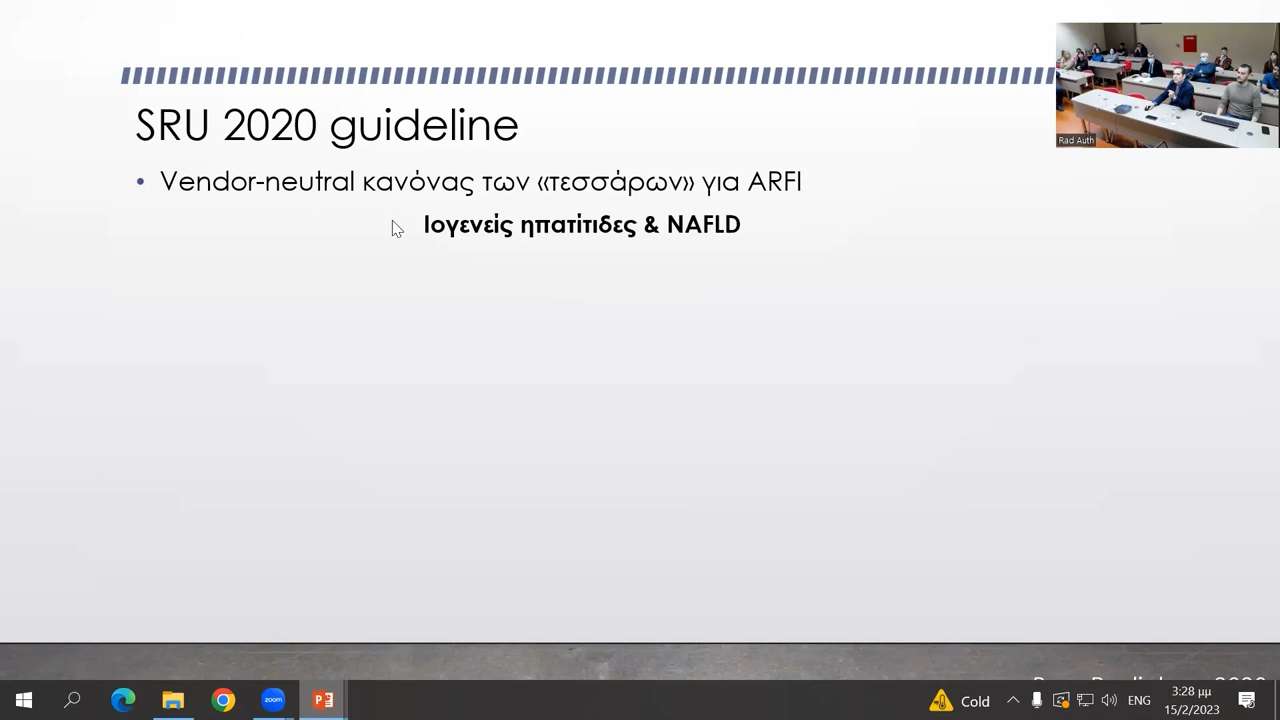 SRU 2020 guideline
• Vendor-neutral κανόνας των «τεσσάρων» για ARFI
Ιογενείς ηπατίτιδες & NAFLD
Rad Auth
zoom
Cold
ENG
3:28 μμ
15/2/2023